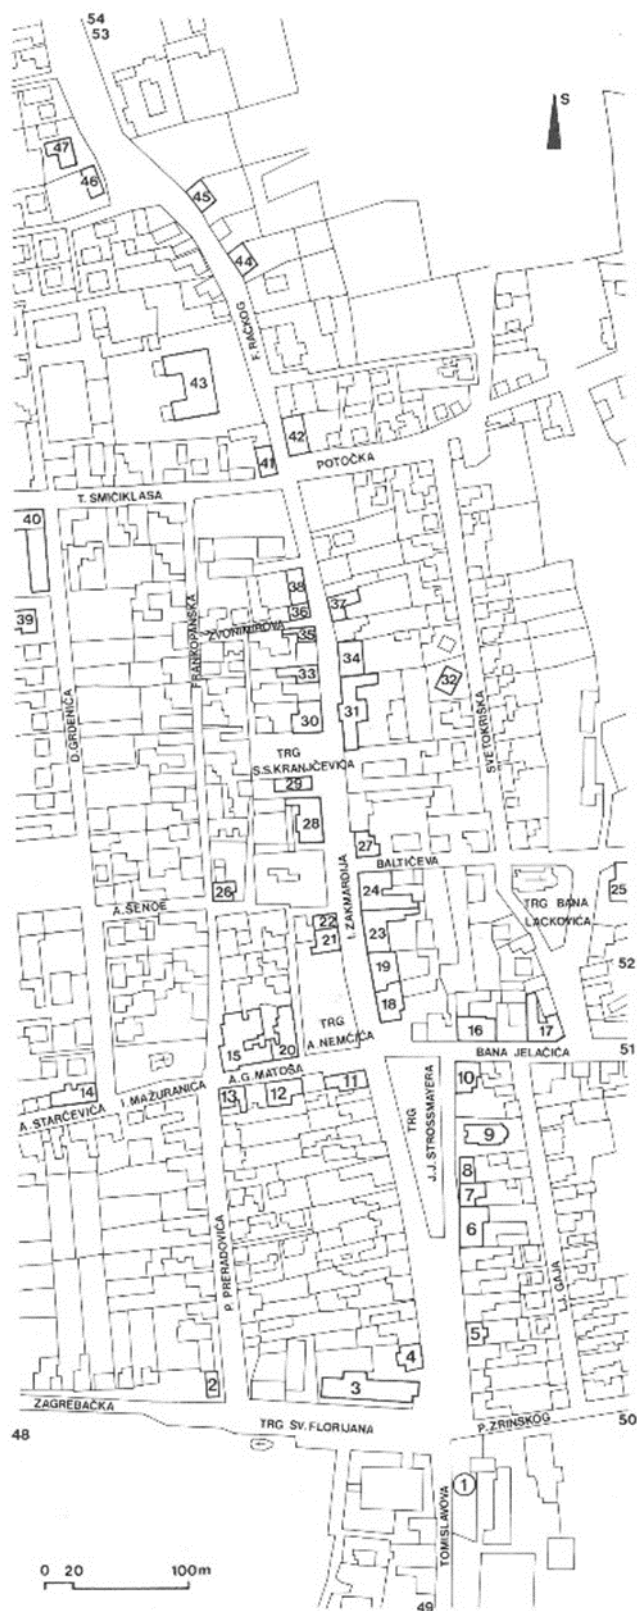 54
53
S
47
46
45
44
F. RAČKOG
43
42
41
POTOČKA
T. SMIČIKLASA
40
38
37
36
39
FRANKOPANSKA
ZVONIMIROVA
35
34
33
32
31
30
D. GRDENIĆA
SVETOKRIŠKA
TRG
S.S.KRANJČEVIĆA
29
28
27
I. ZAKMARDIJA
BALTIĆEVA
24
26
25
A. ŠENOE
TRG BANA
LACKOVIĆA
22
21
23
19
52
18
TRG
A. NEMČIĆA
16
17
15
20
BANA JELAČIĆA
51
A.G. MATOŠA
14
I. MAŽURANIĆA
A. STARČEVIĆA
13
12
11
10
TRG
J.J. STROSSMAYERA
9
8
7
6
P. PRERADOVIĆA
LJ. GAJA
5
4
2
3
ZAGREBAČKA
TRG SV. FLORIJANA
P. ZRINSKOG
50
48
1
TOMISLAVOVA
0 20 100m
49